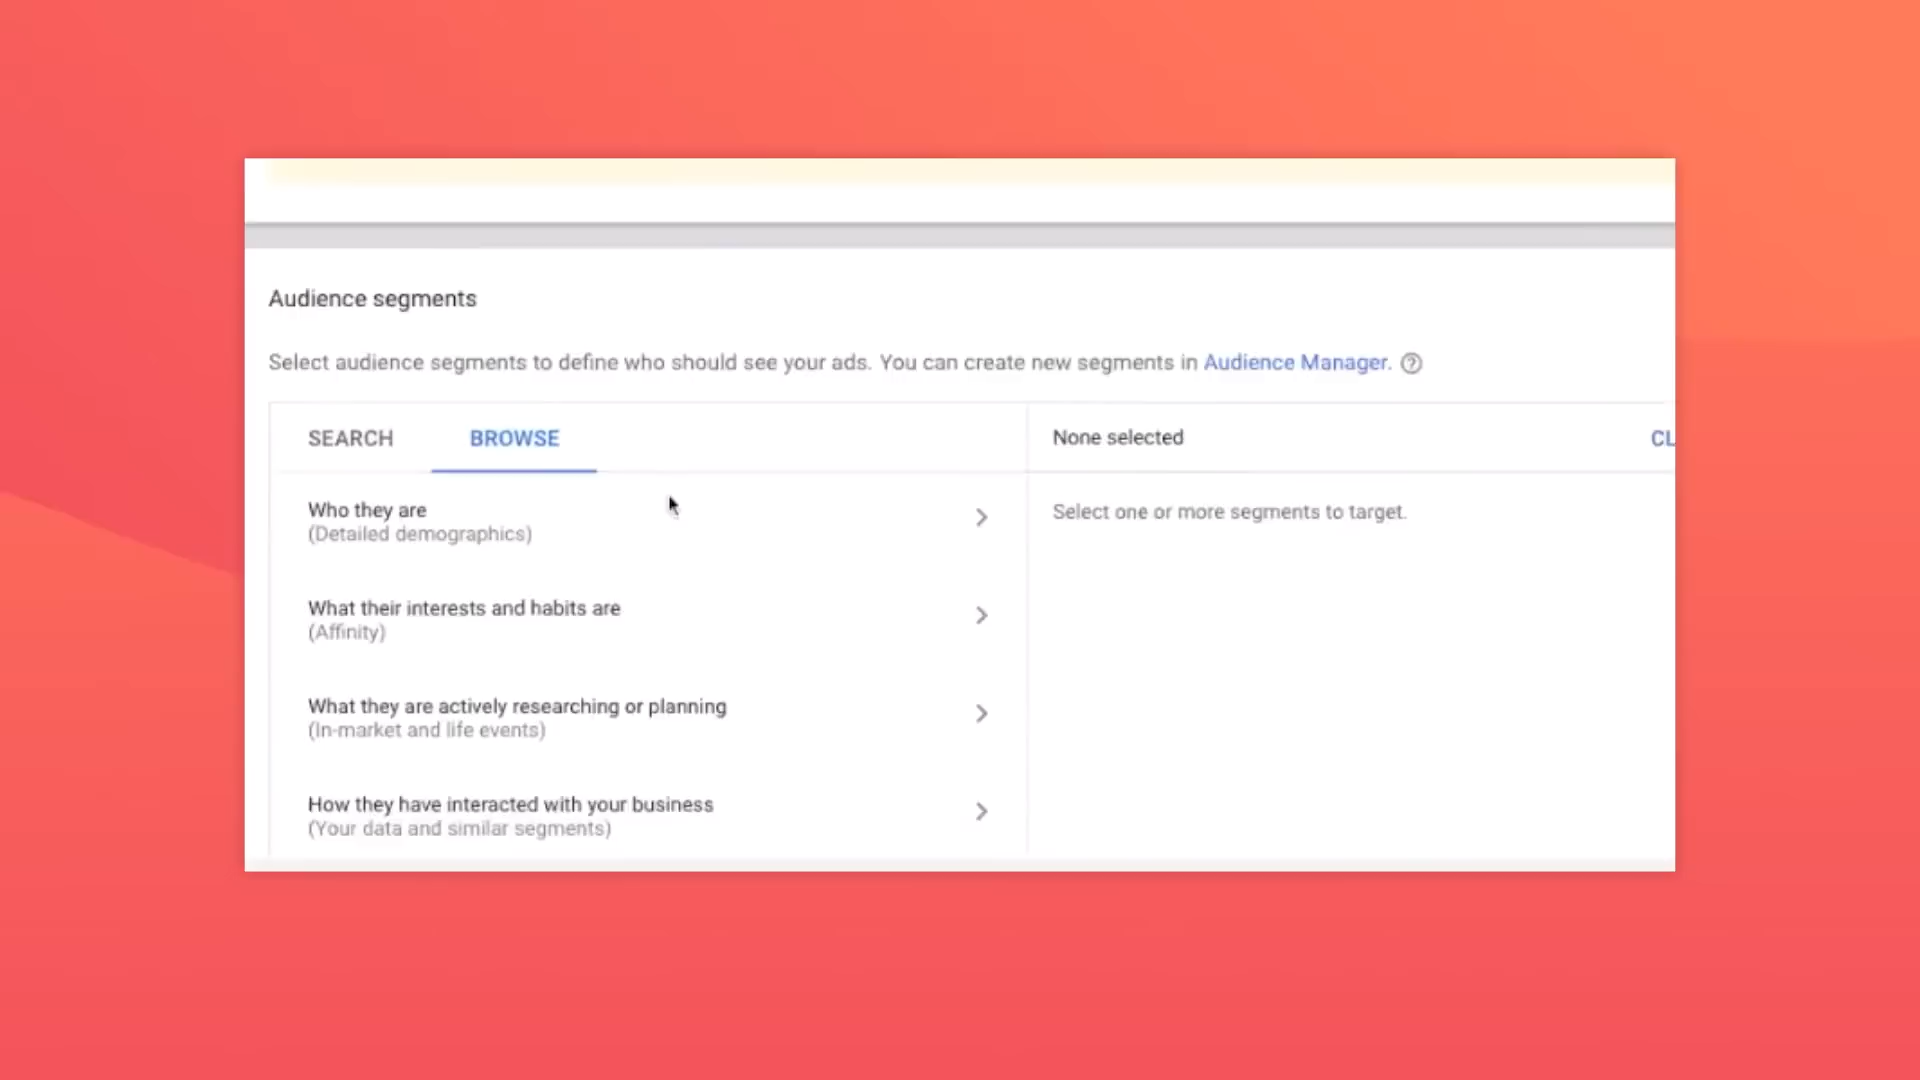 Audience segments
Select audience segments to define who should see your ads. You can create new segments in Audience Manager.
SEARCH
BROWSE
None selected
CL
Who they are
(Detailed demographics)
Select one or more segments to target.
What their interests and habits are
(Affinity)
What they are actively researching or planning
(In-market and life events)
How they have interacted with your business
(Your data and similar segments)